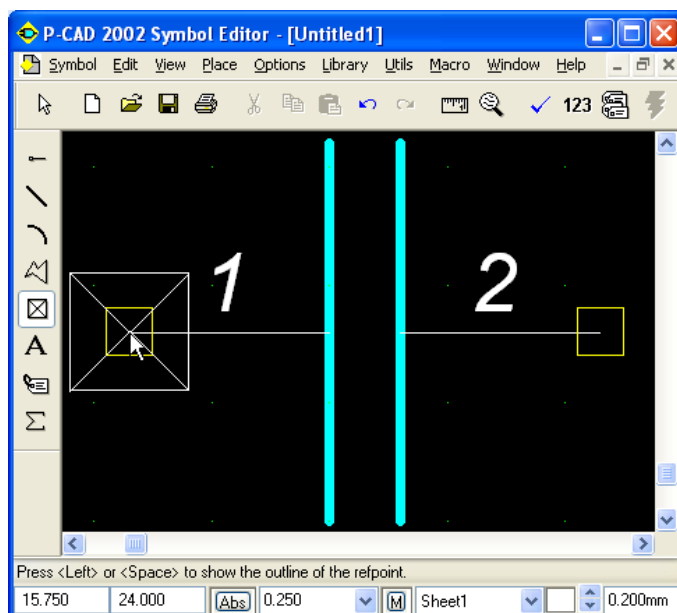 P-CAD 2002 Symbol Editor - [Untitled1]
Symbol Edit View Place Options Library Utils Macro Window Help
123
1 2
A
Σ
Press <Left> or <Space> to show the outline of the refpoint.
15.750 24.000 Abs 0.250 M Sheet1 0.200mm